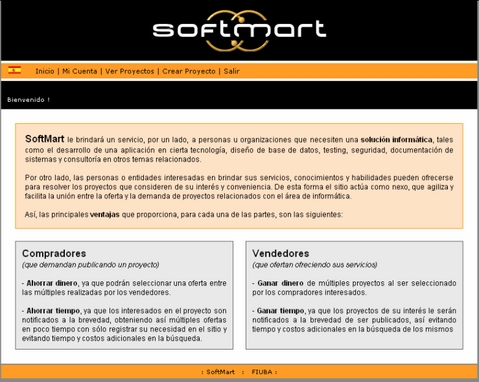 softmart
Inicio | Mi Cuenta | Ver Proyectos | Crear Proyecto | Salir
Bienvenido !
SoftMart le brindará un servicio, por un lado, a personas u organizaciones que necesiten una solución informática, tales
como el desarrollo de una aplicación en cierta tecnología, diseño de base de datos, testing, seguridad, documentación de
sistemas y consultoría en otros temas relacionados.
Por otro lado, las personas o entidades interesadas en brindar sus servicios, conocimientos y habilidades pueden ofrecerse
para resolver los proyectos que consideren de su interés y conveniencia. De esta forma el sitio actúa como nexo, que agiliza y
facilita la unión entre la oferta y la demanda de proyectos relacionados con el área de informática.
Así, las principales ventajas que proporciona, para cada una de las partes, son las siguientes:
Compradores
(que demandan publicando un proyecto)
- Ahorrar dinero, ya que podrán seleccionar una oferta entre
las múltiples realizadas por los vendedores.
- Ahorrar tiempo, ya que los interesados en el proyecto son
notificados a la brevedad, obteniendo así múltiples ofertas
en poco tiempo con sólo registrar su necesidad en el sitio y
evitando tiempo y costos adicionales en la búsqueda.
Vendedores
(que ofertan ofreciendo sus servicios)
- Ganar dinero de múltiples proyectos al ser seleccionado
por los compradores interesados.
- Ganar tiempo, ya que los proyectos de su interés le serán
notificados a la brevedad de ser publicados, así evitando
tiempo y costos adicionales en la búsqueda de los mismos
: SoftMart : FIUBA :